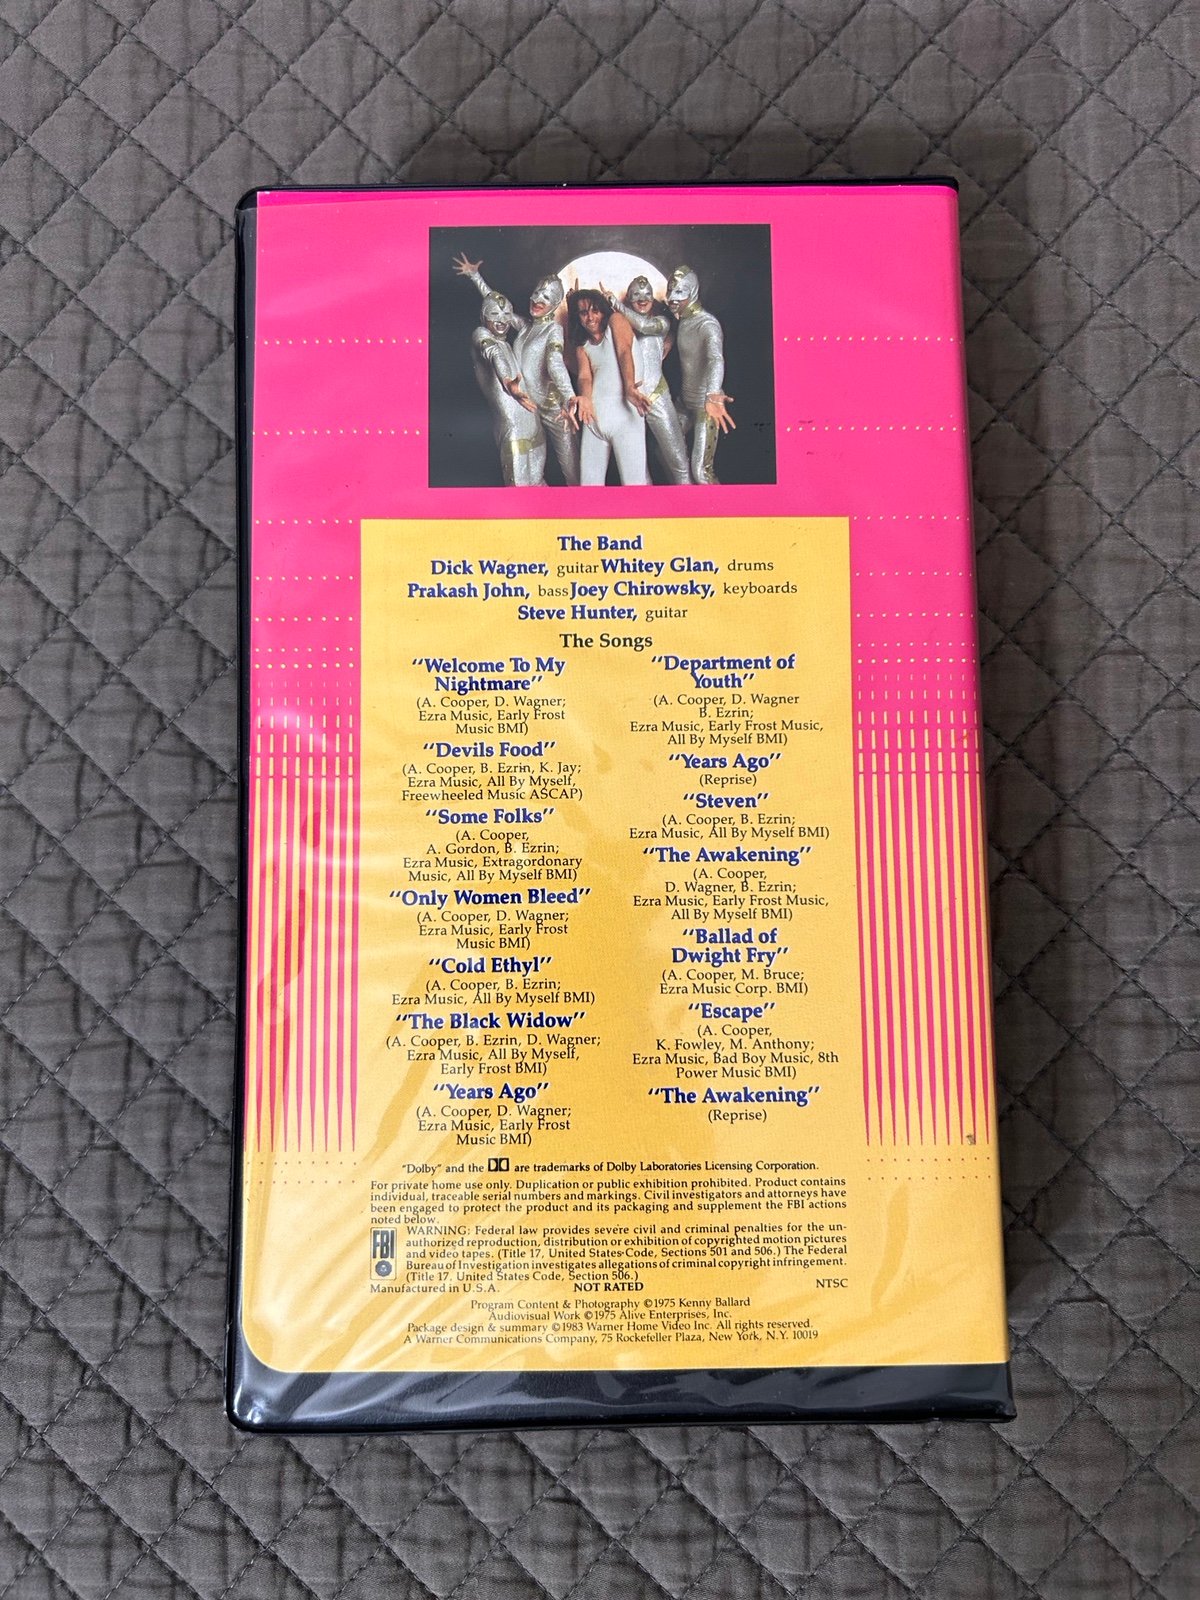 The Band
Dick Wagner, guitar Whitey Glan, drums
Prakash John, bass Joey Chirowsky, keyboards
Steve Hunter, guitar
The Songs
"Welcome To My
Nightmare"
(A. Cooper, D. Wagner;
Ezra Music, Early Frost
Music BMI)
"Devils Food"
(A. Cooper, B. Ezrin, K. Jay;
Ezra Music, All By Myself,
Freewheeled Music ASCAP)
"Some Folks"
(A. Cooper,
A. Gordon, B. Ezrin;
Ezra Music, Extragordonary
Music, All By Myself BMI)
"Only Women Bleed"
(A. Cooper, D. Wagner;
Ezra Music, Early Frost
Music BMI)
"Cold Ethyl"
(A. Cooper, B. Ezrin;
Ezra Music, All By Myself BMI)
"The Black Widow"
(A. Cooper, B. Ezrin, D. Wagner;
Ezra Music, All By Myself,
Early Frost BMI)
"Years Ago"
(A. Cooper, D. Wagner;
Ezra Music, Early Frost
Music BMI)
"Department of
Youth"
(A. Cooper, D. Wagner
B. Ezrin;
Ezra Music, Early Frost Music,
All By Myself BMI)
"Years Ago"
(Reprise)
"Steven"
(A. Cooper, B. Ezrin;
Ezra Music, All By Myself BMI)
"The Awakening"
(A. Cooper,
D. Wagner, B. Ezrin;
Ezra Music, Early Frost Music,
All By Myself BMI)
"Ballad of
Dwight Fry"
(A. Cooper, M. Bruce;
Ezra Music Corp. BMI)
"Escape"
(A. Cooper,
K. Fowley, M. Anthony;
Ezra Music, Bad Boy Music, 8th
Power Music BMI)
"The Awakening"
(Reprise)
"Dolby" and the are trademarks of Dolby Laboratories Licensing Corporation.
For private home use only. Duplication or public exhibition prohibited. Product contains
individual, traceable serial numbers and markings. Civil investigators and attorneys have
been engaged to protect the product and its packaging and supplement the FBI actions
noted below.
FBI
WARNING: Federal law provides severe civil and criminal penalties for the un-
authorized reproduction, distribution or exhibition of copyrighted motion pictures
and video tapes. (Title 17, United States Code, Sections 501 and 506.) The Federal
Bureau of Investigation investigates allegations of criminal copyright infringement.
(Title 17, United States Code, Section 506.)
Manufactured in U.S.A. NOT RATED NTSC
Program Content & Photography ©1975 Kenny Ballard
Audiovisual Work ©1975 Alive Enterprises, Inc.
Package design & summary ©1983 Warner Home Video Inc. All rights reserved.
A Warner Communications Company, 75 Rockefeller Plaza, New York, N.Y. 10019